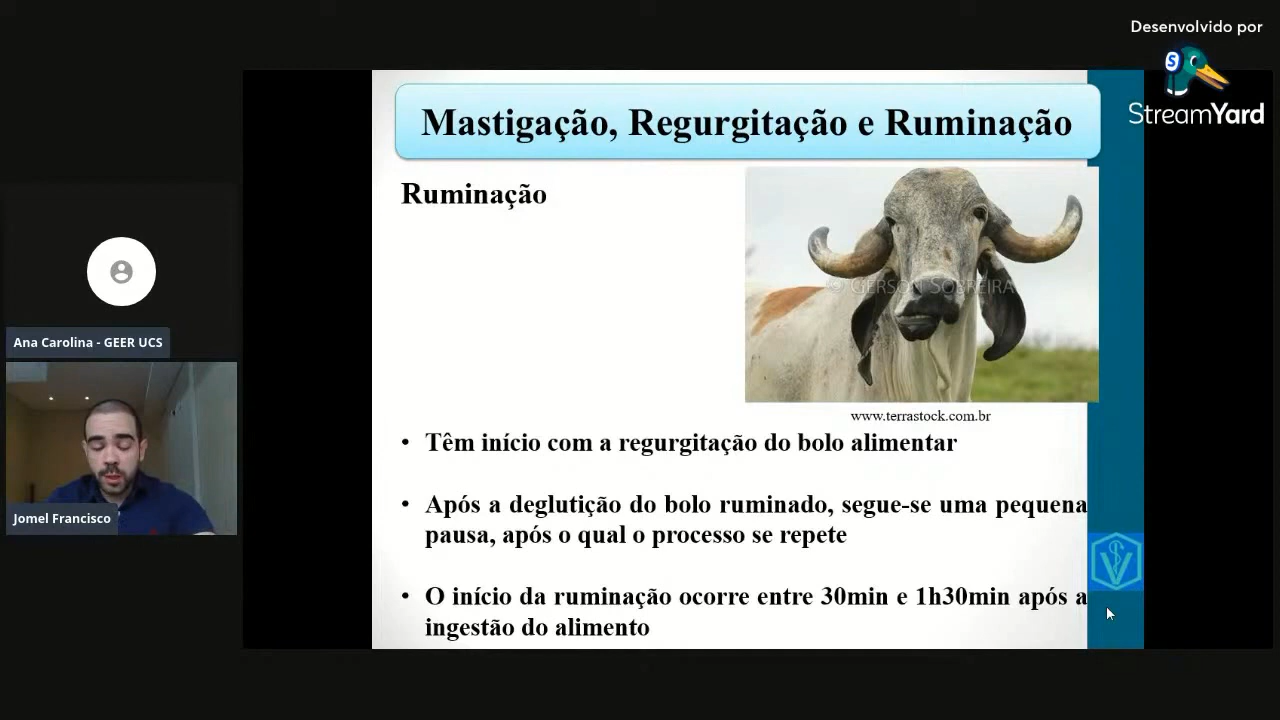 Desenvolvido por
StreamYard
Mastigação, Regurgitação e Ruminação
Ruminação
© GERSON SOBREIRA
www.terrastock.com.br
• Têm início com a regurgitação do bolo alimentar
• Após a deglutição do bolo ruminado, segue-se uma pequena
pausa, após o qual o processo se repete
• O início da ruminação ocorre entre 30min e 1h30min após a
ingestão do alimento
Ana Carolina - GEER UCS
Jomel Francisco